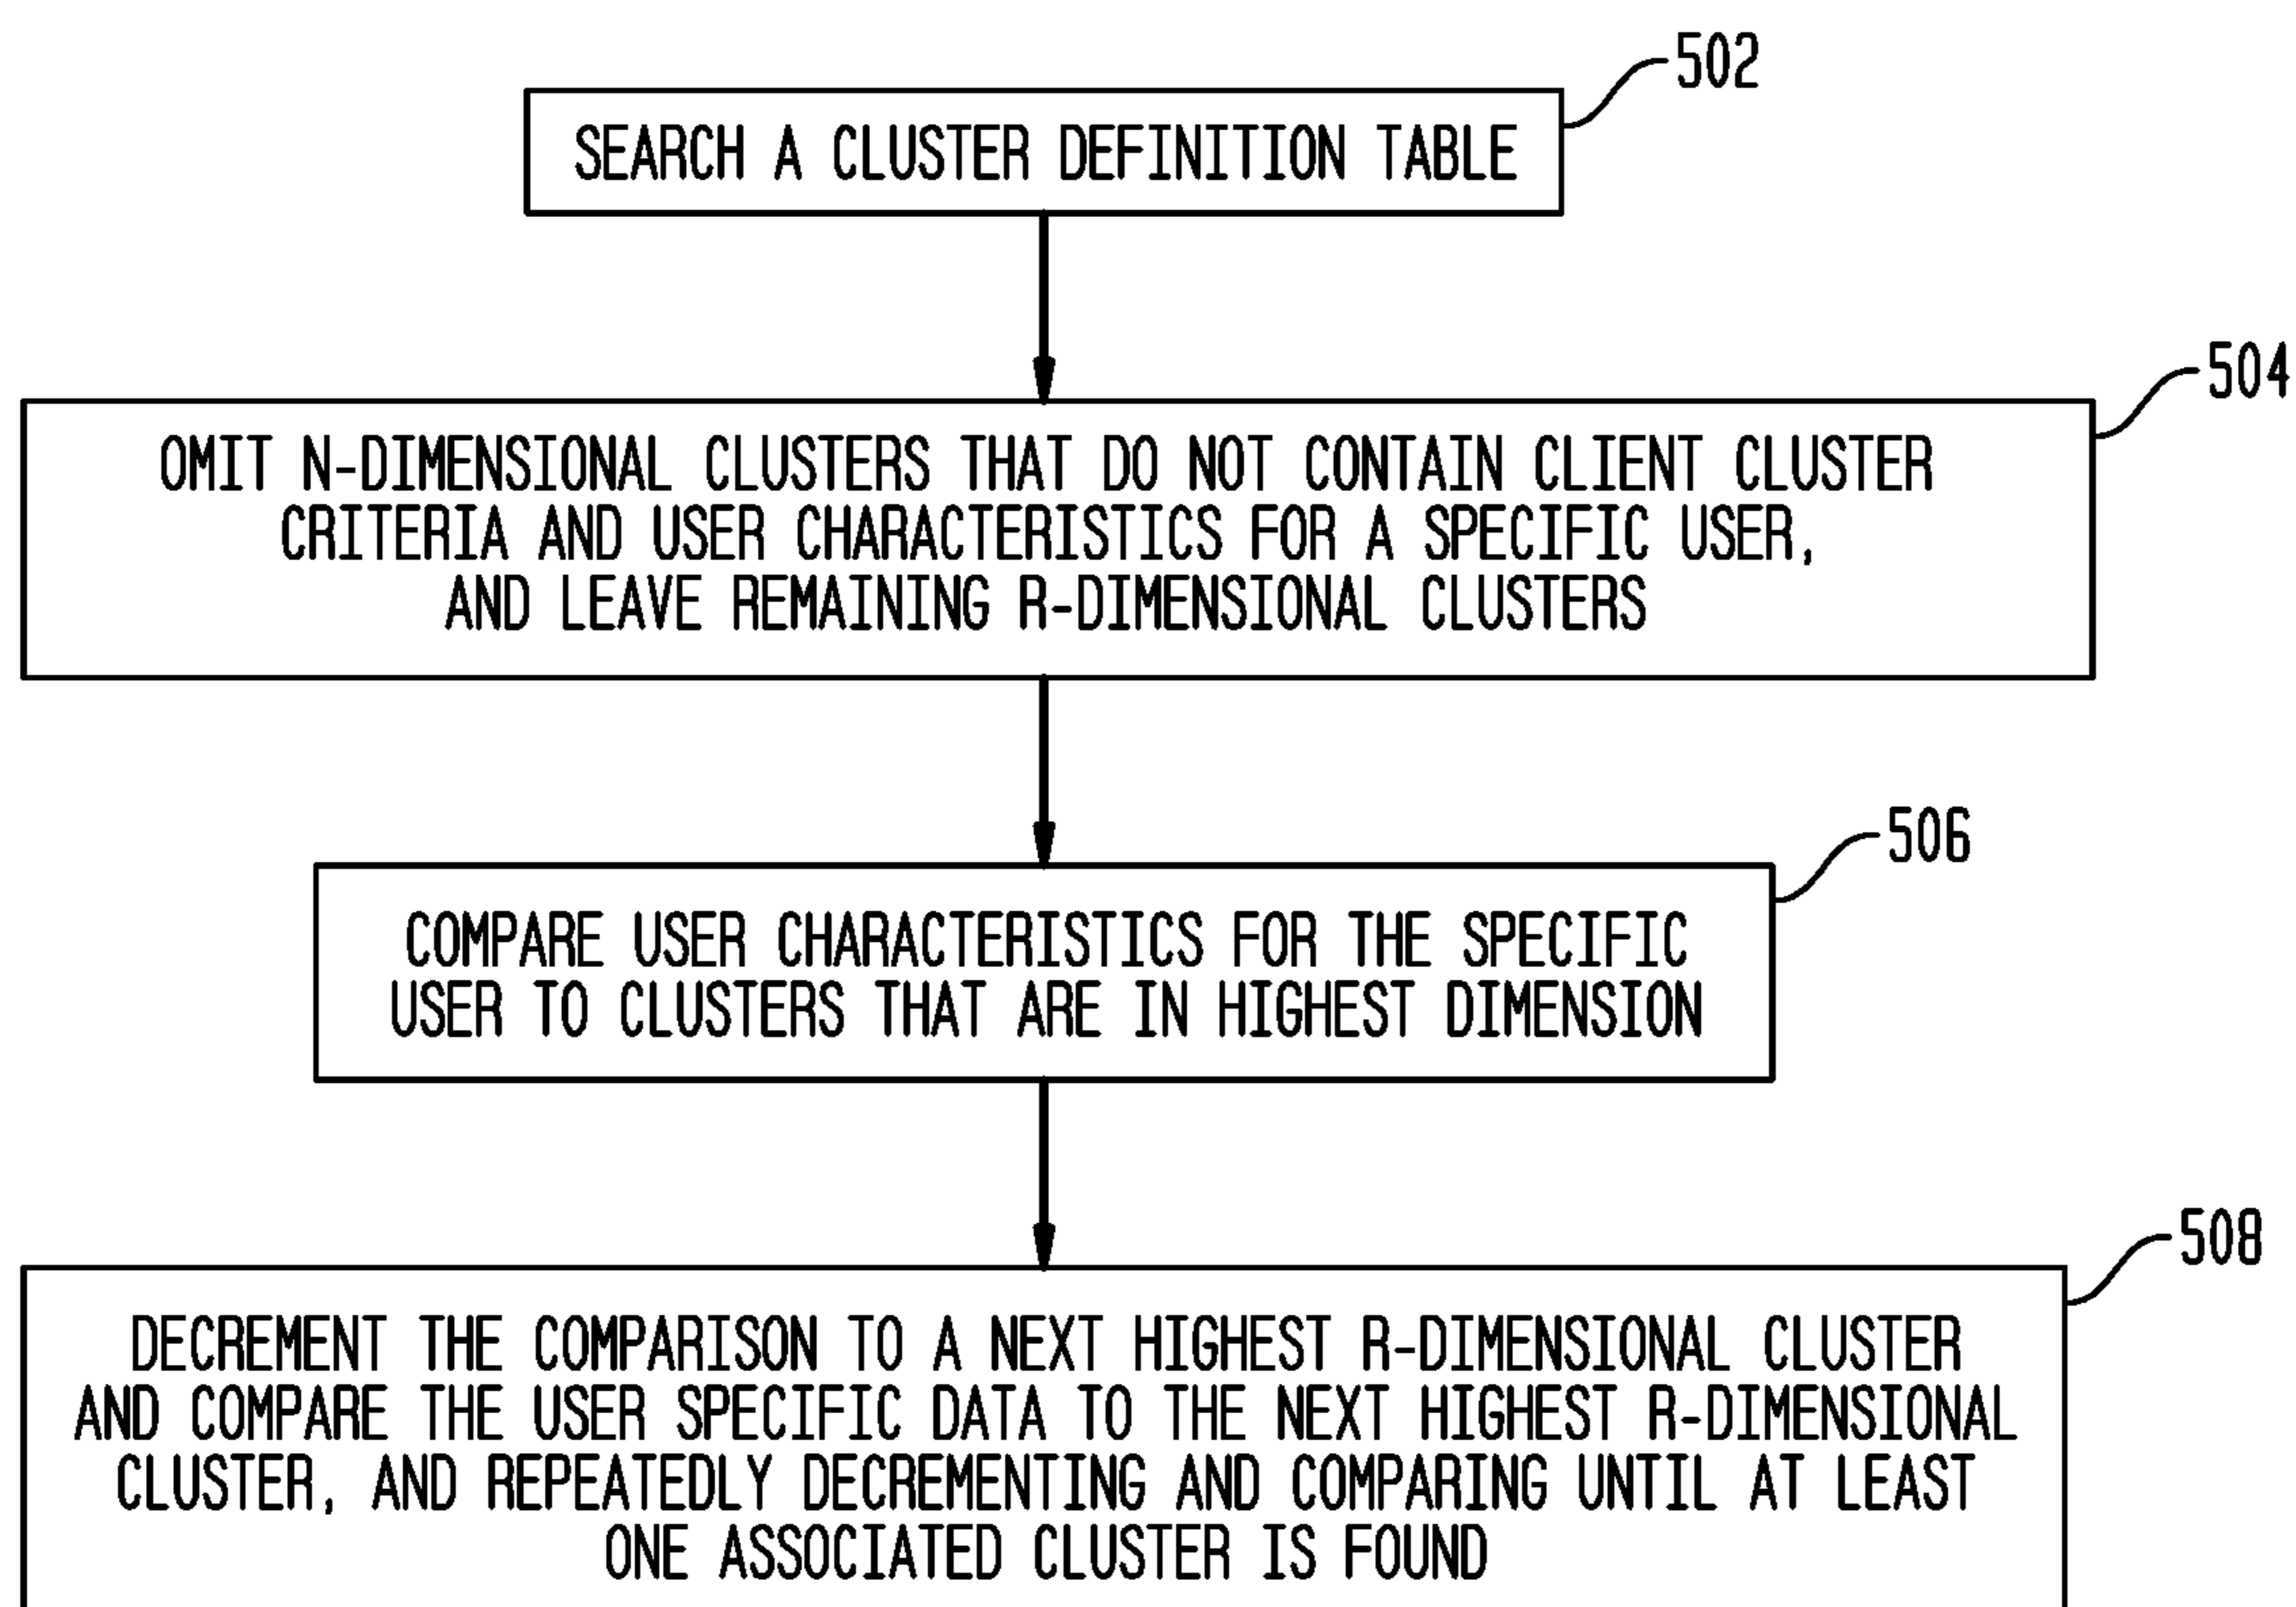 502
SEARCH A CLUSTER DEFINITION TABLE
504
OMIT N-DIMENSIONAL CLUSTERS THAT DO NOT CONTAIN CLIENT CLUSTER
CRITERIA AND USER CHARACTERISTICS FOR A SPECIFIC USER,
AND LEAVE REMAINING R-DIMENSIONAL CLUSTERS
506
COMPARE USER CHARACTERISTICS FOR THE SPECIFIC
USER TO CLUSTERS THAT ARE IN HIGHEST DIMENSION
508
DECREMENT THE COMPARISON TO A NEXT HIGHEST R-DIMENSIONAL CLUSTER
AND COMPARE THE USER SPECIFIC DATA TO THE NEXT HIGHEST R-DIMENSIONAL
CLUSTER, AND REPEATEDLY DECREMENTING AND COMPARING UNTIL AT LEAST
ONE ASSOCIATED CLUSTER IS FOUND